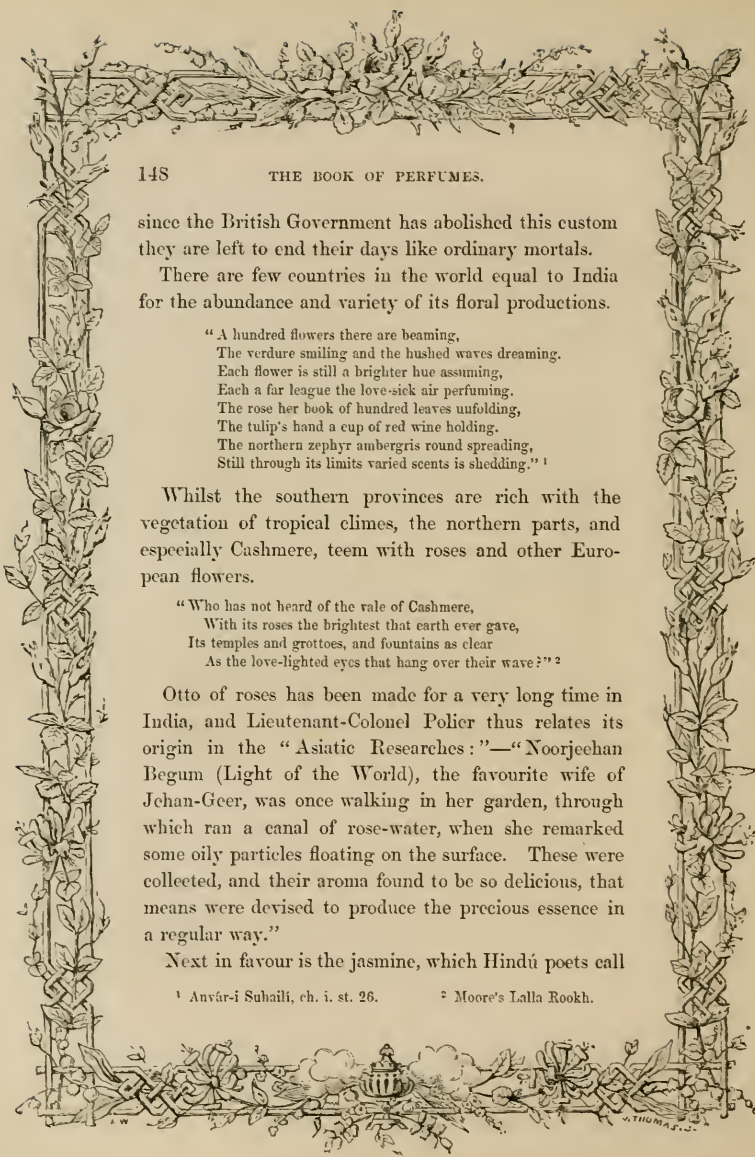 148 THE BOOK OF PERFUMES.
since the British Government has abolished this custom
they are left to end their days like ordinary mortals.
There are few countries in the world equal to India
for the abundance and variety of its floral productions.
"A hundred flowers there are beaming,
The verdure smiling and the hushed waves dreaming.
Each flower is still a brighter hue assuming,
Each a far league the love-sick air perfuming.
The rose her book of hundred leaves unfolding,
The tulip's hand a cup of red wine holding.
The northern zephyr ambergris round spreading,
Still through its limits varied scents is shedding." 1
Whilst the southern provinces are rich with the
vegetation of tropical climes, the northern parts, and
especially Cashmere, teem with roses and other Euro-
pean flowers.
"Who has not heard of the vale of Cashmere,
With its roses the brightest that earth ever gave,
Its temples and grottoes, and fountains as clear
As the love-lighted eyes that hang over their wave?" 2
Otto of roses has been made for a very long time in
India, and Lieutenant-Colonel Polier thus relates its
origin in the "Asiatic Researches:"—"Noorjeehan
Begum (Light of the World), the favourite wife of
Jehan-Geer, was once walking in her garden, through
which ran a canal of rose-water, when she remarked
some oily particles floating on the surface. These were
collected, and their aroma found to be so delicious, that
means were devised to produce the precious essence in
a regular way."
Next in favour is the jasmine, which Hindú poets call
1 Anvár-i Suhailí, ch. i. st. 26. 2 Moore's Lalla Rookh.
J. THOMAS. S.